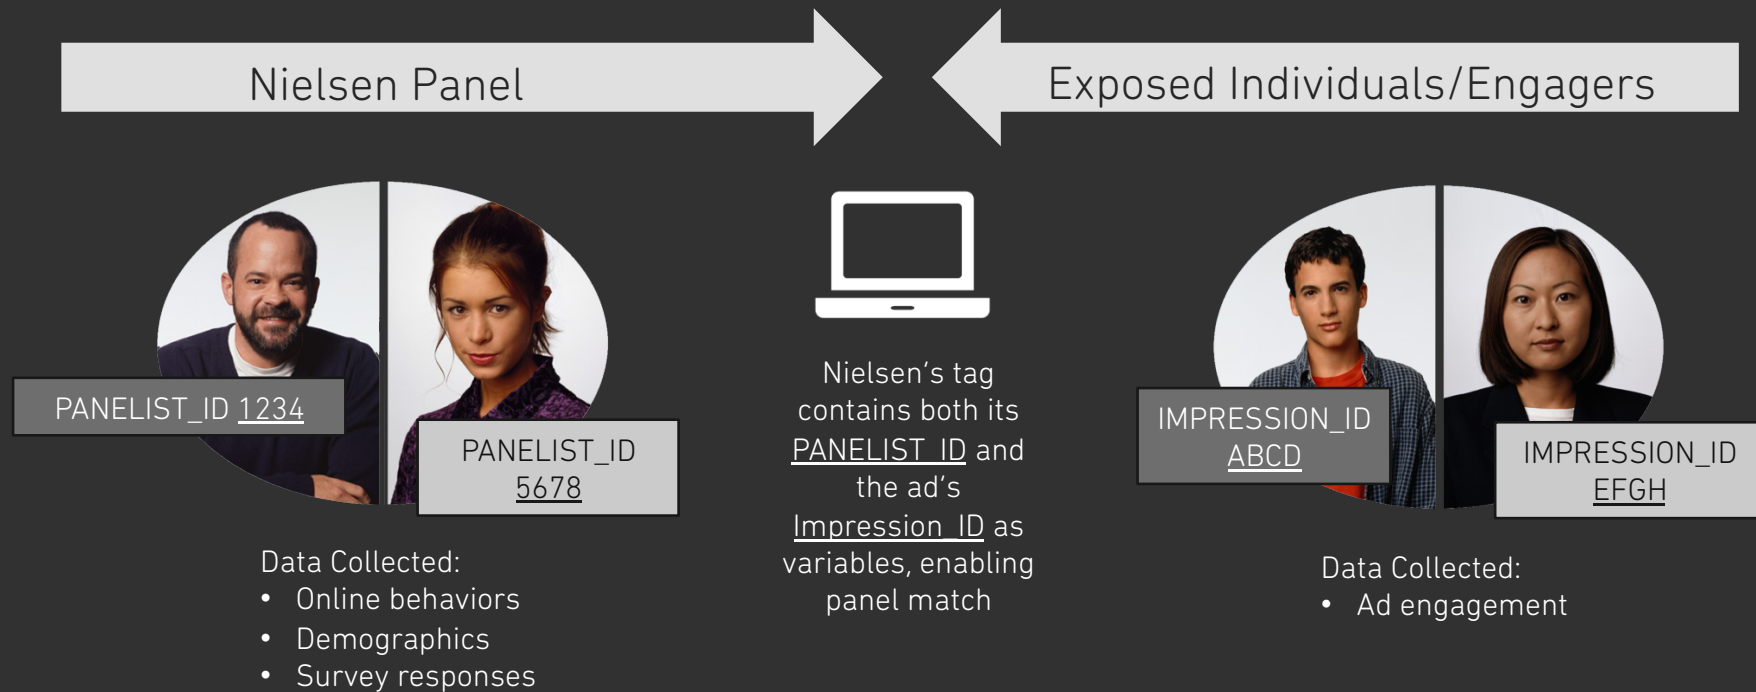 Nielsen Panel
Exposed Individuals/Engagers
PANELIST_ID 1234
PANELIST_ID
5678
Data Collected:
• Online behaviors
• Demographics
• Survey responses
Nielsen’s tag
contains both its
PANELIST_ID and
the ad’s
Impression_ID as
variables, enabling
panel match
IMPRESSION_ID
ABCD
IMPRESSION_ID
EFGH
Data Collected:
• Ad engagement